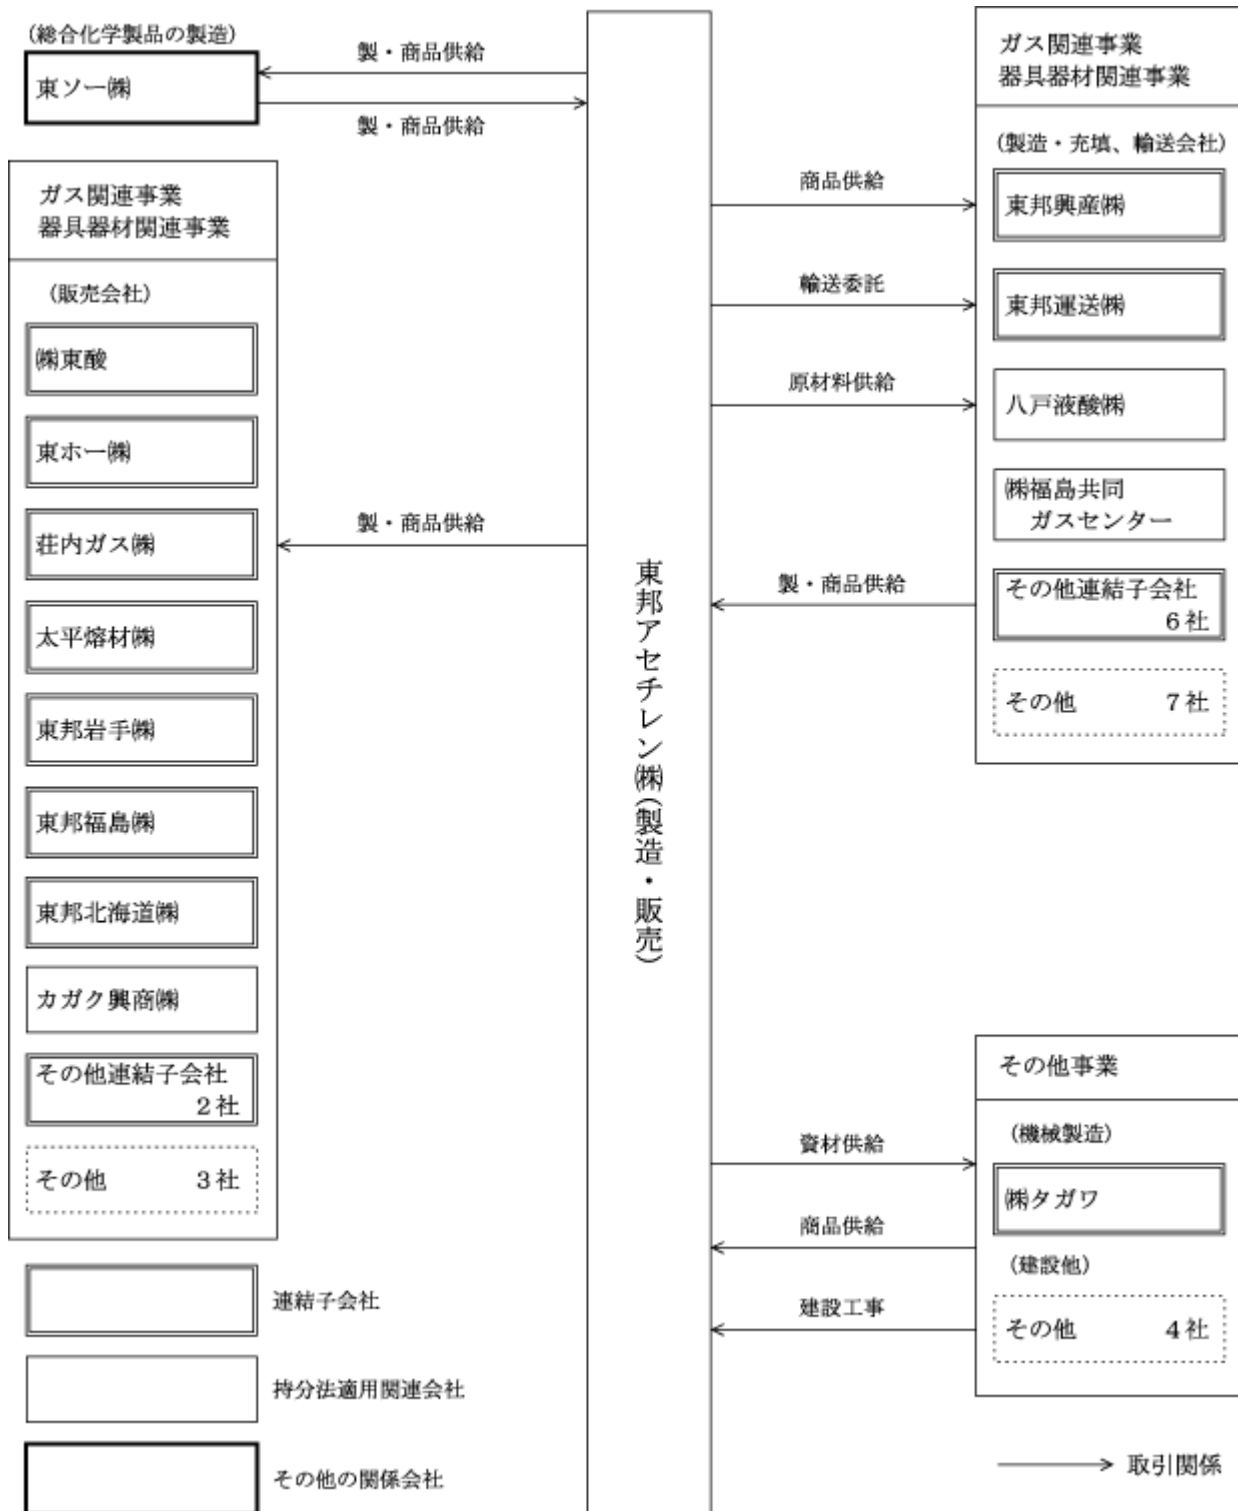 (総合化学製品の製造)
東ソー㈱
製・商品供給
製・商品供給
ガス関連事業
器具器材関連事業
(販売会社)
㈱東酸
東ホー㈱
荘内ガス㈱
太平熔材㈱
東邦岩手㈱
東邦福島㈱
東邦北海道㈱
カガク興商㈱
その他連結子会社
2社
その他 3社
製・商品供給
東邦アセチレン㈱(製造・販売)
ガス関連事業
器具器材関連事業
(製造・充填、輸送会社)
商品供給
東邦興産㈱
輸送委託
東邦運送㈱
原材料供給
八戸液酸㈱
㈱福島共同
ガスセンター
製・商品供給
その他連結子会社
6社
その他 7社
その他事業
(機械製造)
資材供給
㈱タガワ
商品供給
(建設他)
建設工事
その他 4社
連結子会社
持分法適用関連会社
その他の関係会社
取引関係